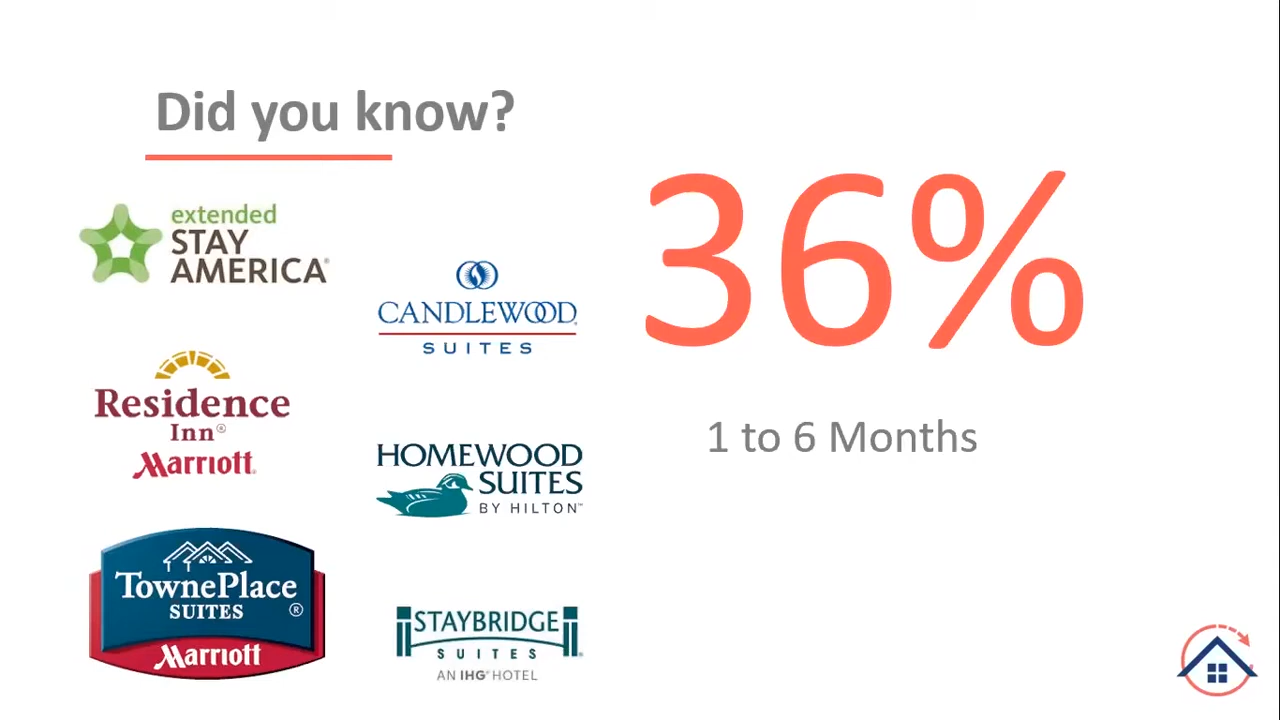 Did you know?
extended
STAY
AMERICA®
CANDLEWOOD®
SUITES
Residence
Inn®
Marriott®
HOMEWOOD
SUITES
BY HILTON™
TownePlace
SUITES ®
Marriott
STAYBRIDGE®
SUITES
AN IHG® HOTEL
36%
1 to 6 Months